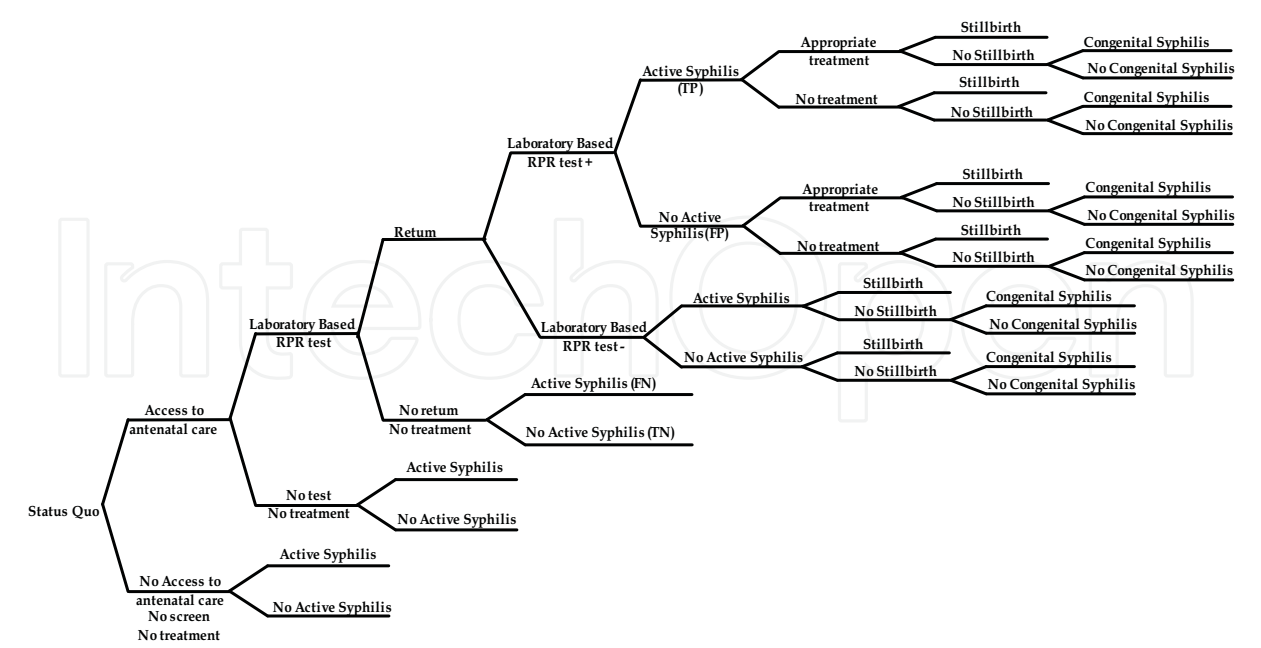 Stillbirth
Appropriate
treatment
No Stillbirth
Congenital Syphilis
No Congenital Syphilis
Active Syphilis
(TP)
No treatment
Stillbirth
No Stillbirth
Congenital Syphilis
No Congenital Syphilis
Laboratory Based
RPR test +
No Active
Syphilis (FP)
Appropriate
treatment
Stillbirth
No Stillbirth
Congenital Syphilis
No Congenital Syphilis
No treatment
Stillbirth
No Stillbirth
Congenital Syphilis
No Congenital Syphilis
Return
Laboratory Based
RPR test -
Active Syphilis
Stillbirth
No Stillbirth
Congenital Syphilis
No Congenital Syphilis
No Active Syphilis
Stillbirth
No Stillbirth
Congenital Syphilis
No Congenital Syphilis
Laboratory Based
RPR test
No return
No treatment
Active Syphilis (FN)
No Active Syphilis (TN)
Access to
antenatal care
No test
No treatment
Active Syphilis
No Active Syphilis
Status Quo
No Access to
antenatal care
No screen
No treatment
Active Syphilis
No Active Syphilis
IntechOpen